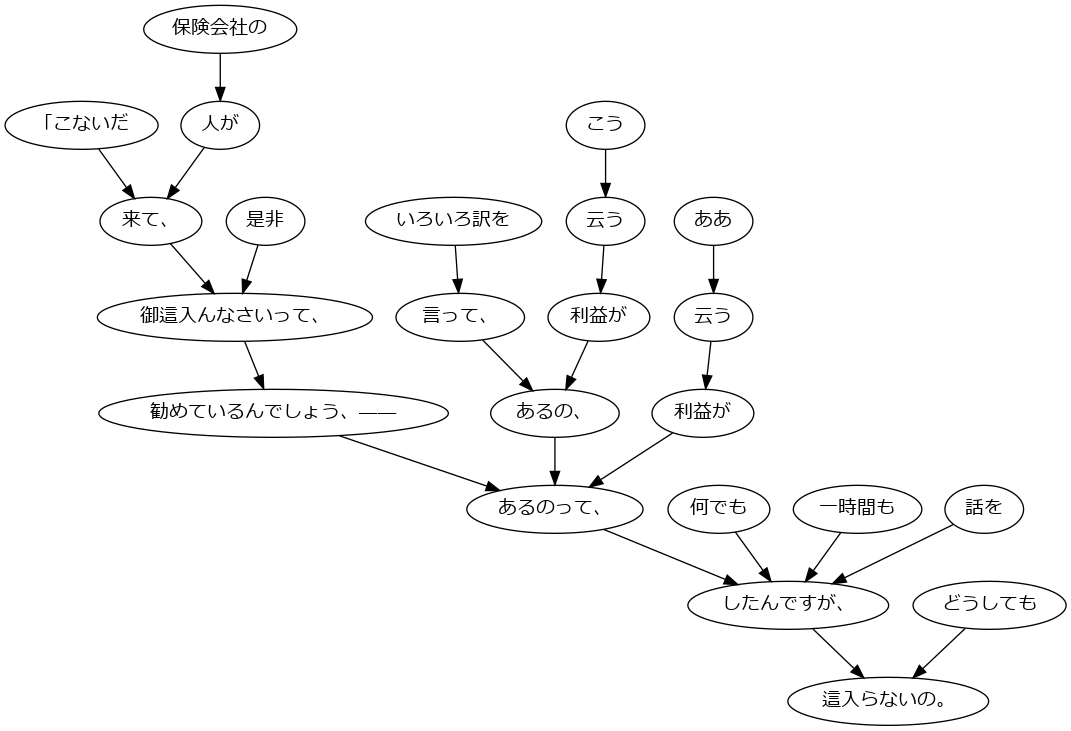 保険会社の
「こないだ
人が
こう
来て、
是非
いろいろ訳を
云う
ああ
御這入んなさいって、
言って、
利益が
云う
勧めているんでしょう、――
あるの、
利益が
あるのって、
何でも
一時間も
話を
したんですが、
どうしても
這入らないの。